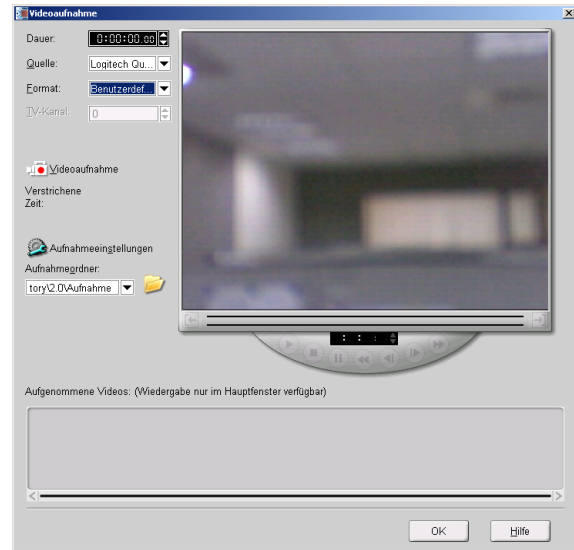 Videoaufnahme
Dauer: 0:00:00.00
Quelle: Logitech Qu...
Format: Benutzerdef...
TV-Kanal: 0
Videoaufnahme
Verstrichene
Zeit:
Aufnahmeeinstellungen
Aufnahmeordner:
tory\2.0\Aufnahme
Aufgenommene Videos: (Wiedergabe nur im Hauptfenster verfügbar)
OK Hilfe